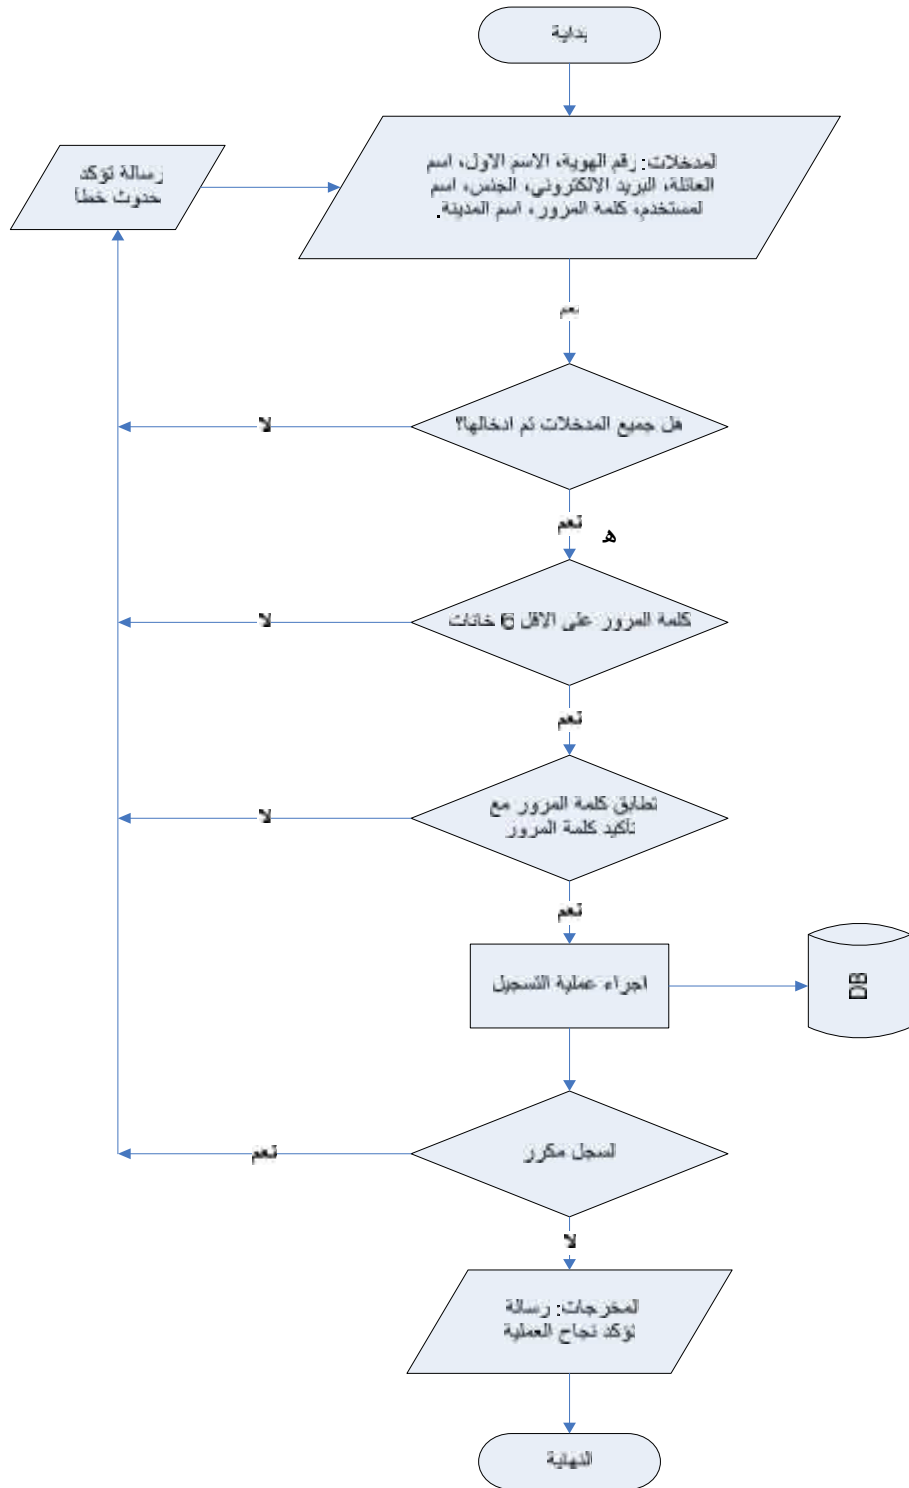 بداية
المدخلات: رقم الهوية، الاسم الاول، اسم
العائلة، البريد الالكتروني، الجنس، اسم
لمستخدم، كلمة المرور، اسم المدينة.
رسالة تؤكد
حدوث خطأ
نعم
هل جميع المدخلات تم ادخالها؟
لا
نعم
ه
كلمة المرور على الاقل 6 خانات
لا
نعم
تطابق كلمة المرور مع
تأكيد كلمة المرور
لا
نعم
اجراء عملية التسجيل
DB
السجل مكرر
نعم
لا
المخرجات: رسالة
تؤكد نجاح العملية
النهاية